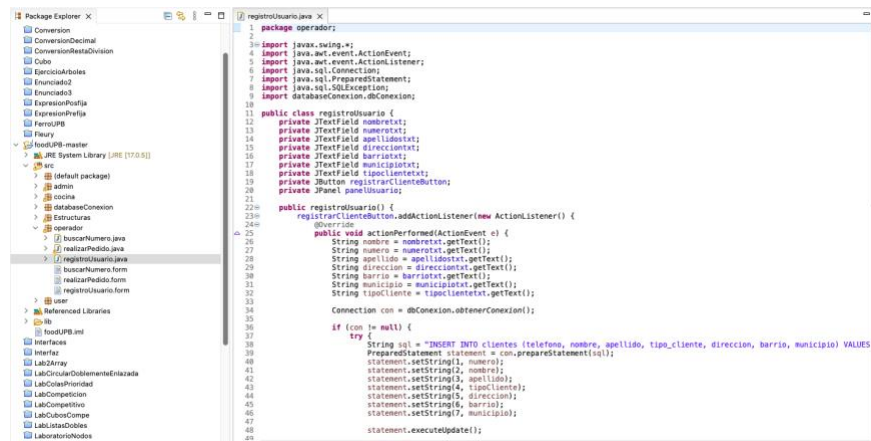 Package Explorer
Conversion
ConversionDecimal
ConversionRestaDivision
Cubo
EjercicioArboles
Enunciado2
Enunciado3
ExpresionPosfija
ExpresionPrefija
FerroUPB
Fleury
foodUPB-master
JRE System Library [JRE [17.0.5]]
src
(default package)
admin
cocina
databaseConexion
Estructuras
operador
buscarNumero.java
realizarPedido.java
registroUsuario.java
buscarNumero.form
realizarPedido.form
registroUsuario.form
user
Referenced Libraries
lib
foodUPB.iml
Interfaces
Interfaz
Lab2Array
LabCircularDoblementeEnlazada
LabColasPrioridad
LabCompeticion
LabCompetitivo
LabCubosCompe
LabListasDobles
LaboratorioNodos
registroUsuario.java
1 package operador;
2
3 import javax.swing.*;
4 import java.awt.event.ActionEvent;
5 import java.awt.event.ActionListener;
6 import java.sql.Connection;
7 import java.sql.PreparedStatement;
8 import java.sql.SQLException;
9 import databaseConexion.dbConexion;
10
11 public class registroUsuario {
12 private JTextField nombretxt;
13 private JTextField numerotxt;
14 private JTextField apellidostxt;
15 private JTextField direcciontxt;
16 private JTextField barriotxt;
17 private JTextField municipiotxt;
18 private JTextField tipoclientetxt;
19 private JButton registrarClienteButton;
20 private JPanel panelUsuario;
21
22 public registroUsuario() {
23 registrarClienteButton.addActionListener(new ActionListener() {
24 @Override
25 public void actionPerformed(ActionEvent e) {
26 String nombre = nombretxt.getText();
27 String numero = numerotxt.getText();
28 String apellido = apellidostxt.getText();
29 String direccion = direcciontxt.getText();
30 String barrio = barriotxt.getText();
31 String municipio = municipiotxt.getText();
32 String tipoCliente = tipoclientetxt.getText();
33
34 Connection con = dbConexion.obtenerConexion();
35
36 if (con != null) {
37 try {
38 String sql = "INSERT INTO clientes (telefono, nombre, apellido, tipo_cliente, direccion, barrio, municipio) VALUES
39 PreparedStatement statement = con.prepareStatement(sql);
40 statement.setString(1, numero);
41 statement.setString(2, nombre);
42 statement.setString(3, apellido);
43 statement.setString(4, tipoCliente);
44 statement.setString(5, direccion);
45 statement.setString(6, barrio);
46 statement.setString(7, municipio);
47
48 statement.executeUpdate();
49